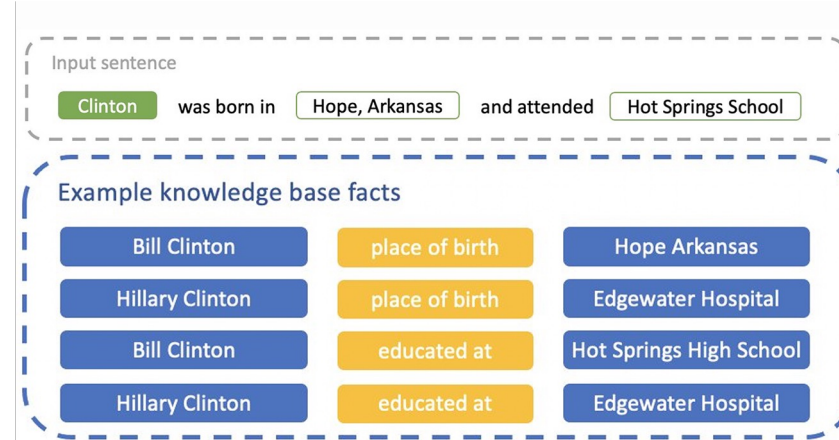 Input sentence
Clinton was born in Hope, Arkansas and attended Hot Springs School
Example knowledge base facts
Bill Clinton place of birth Hope Arkansas
Hillary Clinton place of birth Edgewater Hospital
Bill Clinton educated at Hot Springs High School
Hillary Clinton educated at Edgewater Hospital